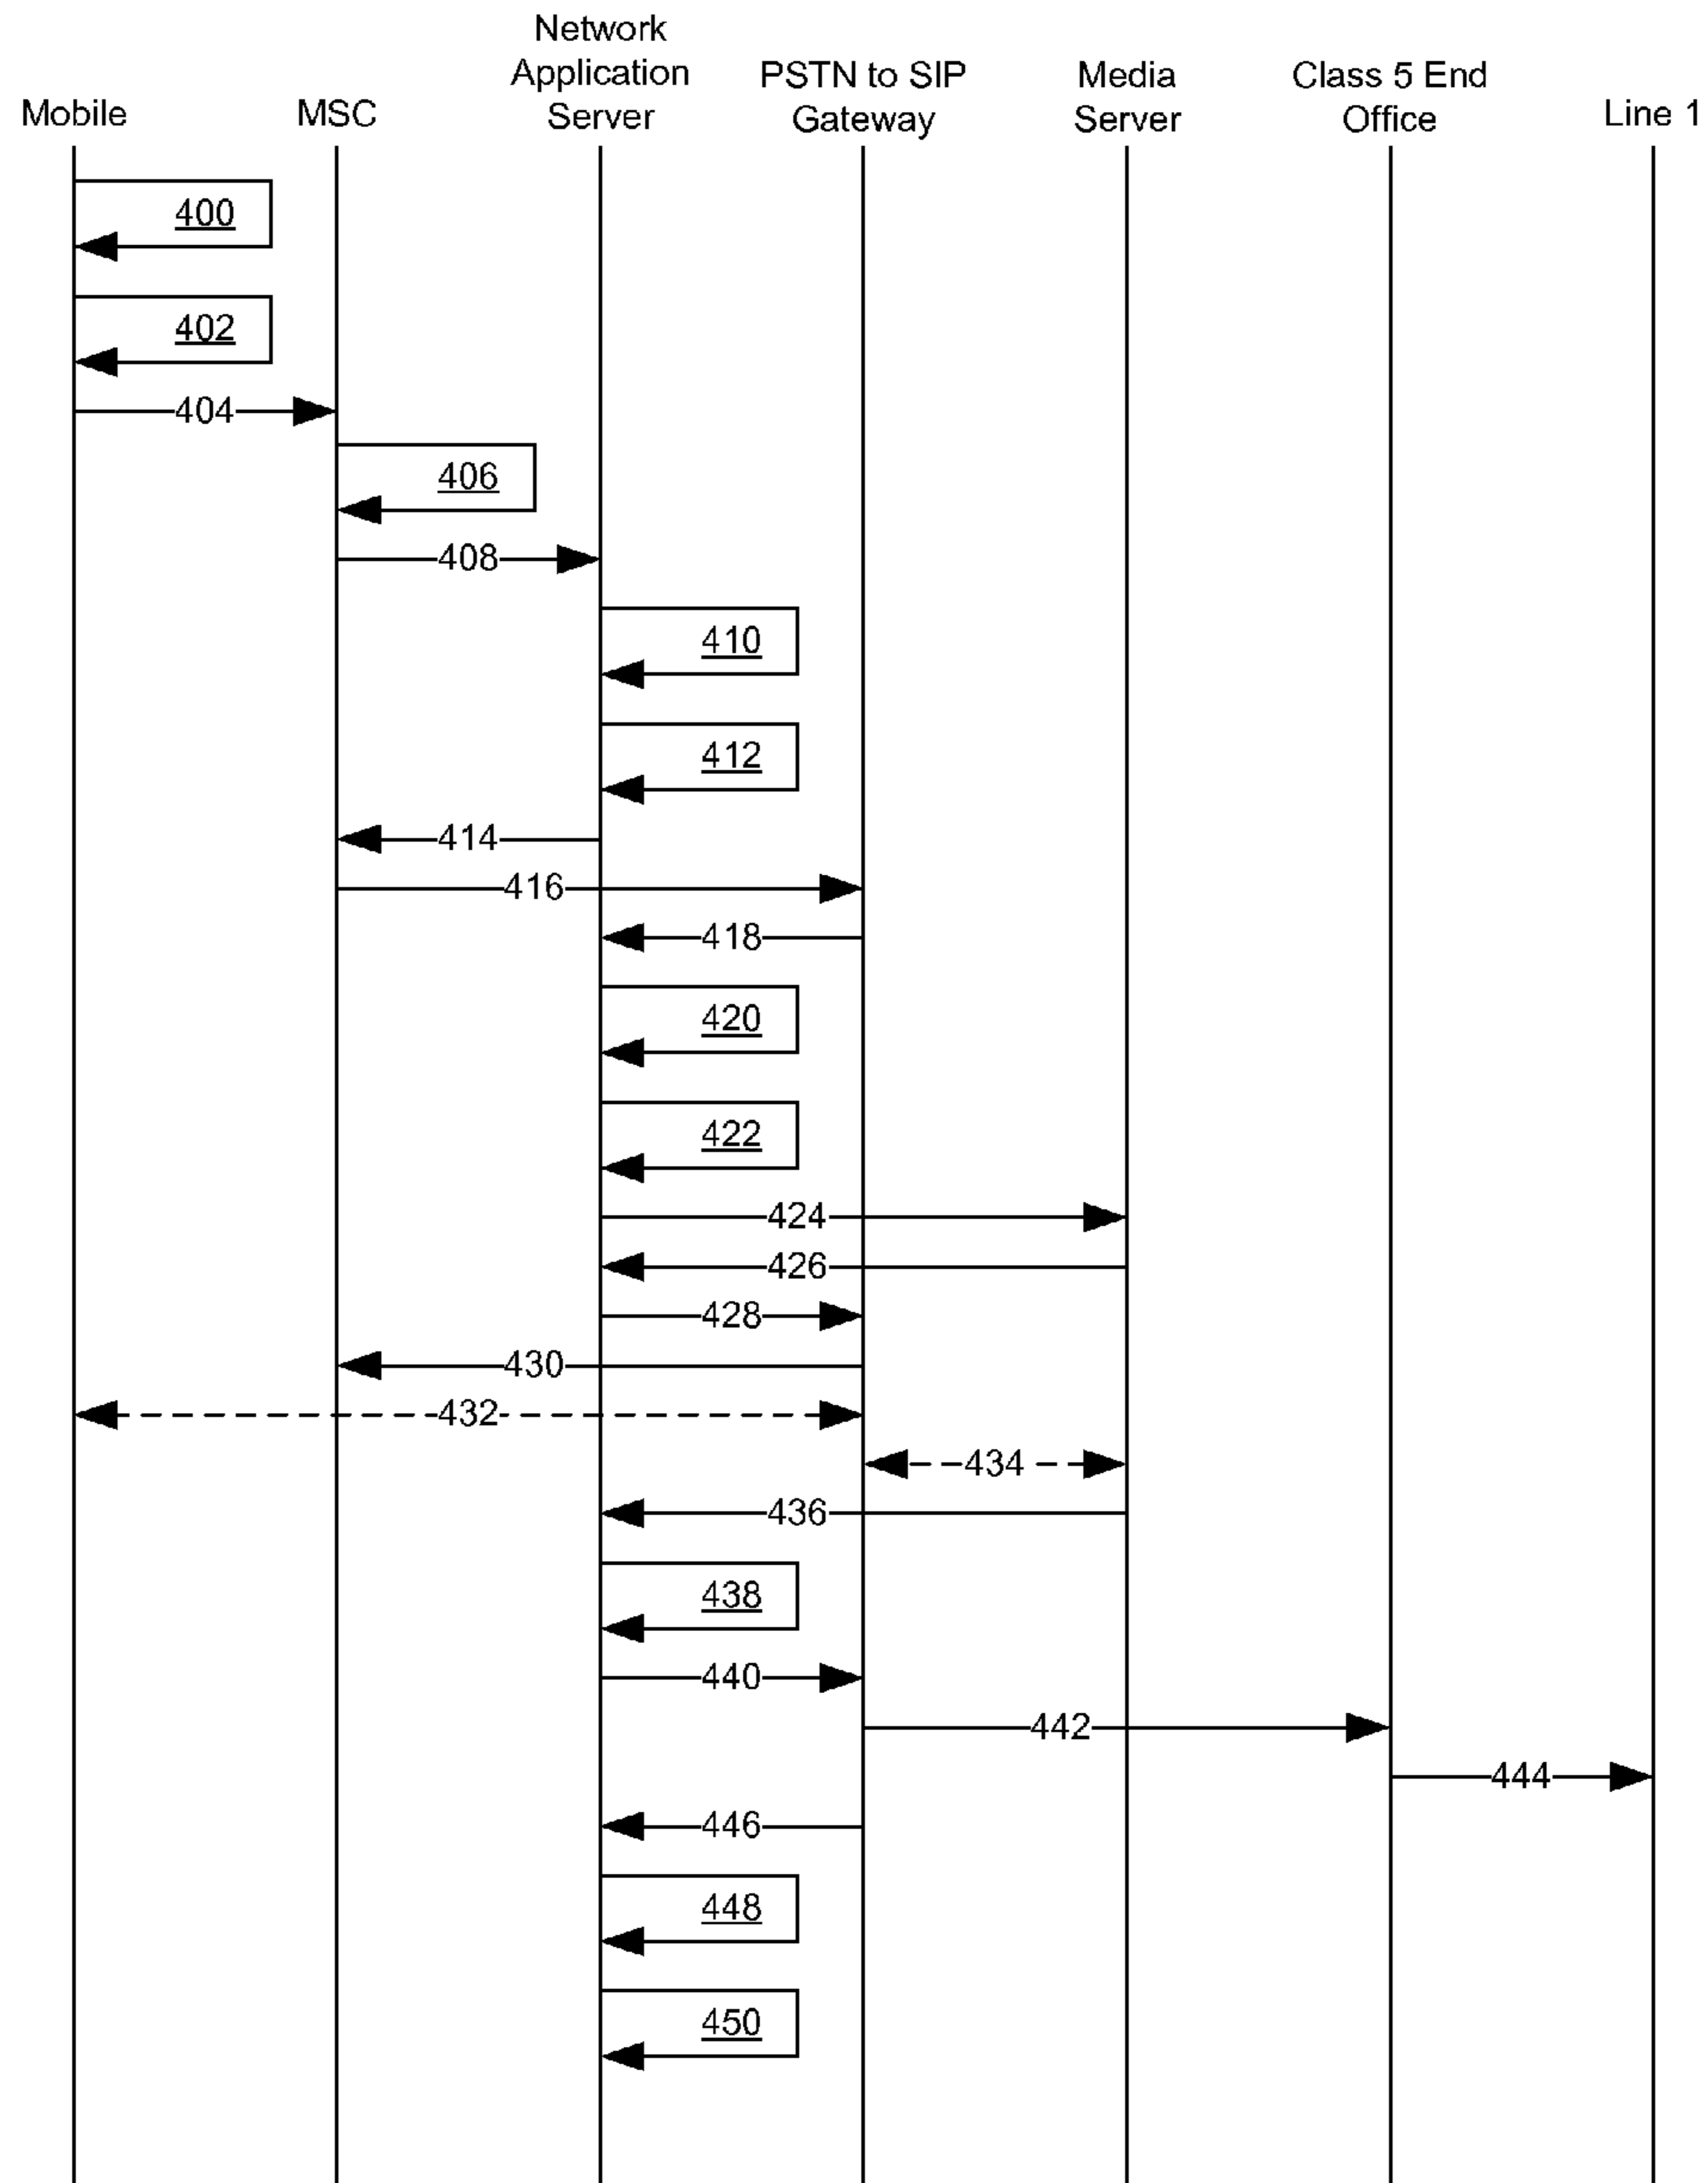 Mobile
MSC
Network
Application
Server
PSTN to SIP
Gateway
Media
Server
Class 5 End
Office
Line 1
400
402
404
406
408
410
412
414
416
418
420
422
424
426
428
430
432
434
436
438
440
442
444
446
448
450